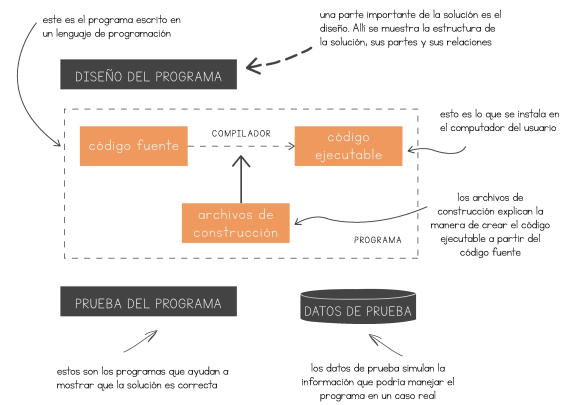 este es el programa escrito en
un lenguaje de programación
una parte importante de la solución es el
diseño. Allí se muestra la estructura de
la solución, sus partes y sus relaciones
DISEÑO DEL PROGRAMA
código fuente
COMPILADOR
código
ejecutable
esto es lo que se instala en
el computador del usuario
archivos de
construcción
PROGRAMA
los archivos de
construcción explican la
manera de crear el código
ejecutable a partir del
código fuente
PRUEBA DEL PROGRAMA
DATOS DE PRUEBA
estos son los programas que ayudan a
mostrar que la solución es correcta
los datos de prueba simulan la
información que podría manejar el
programa en un caso real